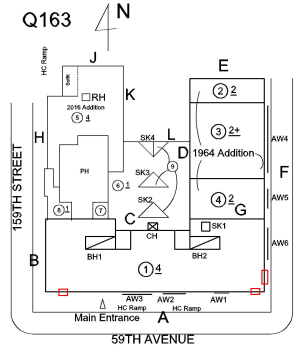 Q163
N
J
E
HC Ramp
Bofill
RH
2016 Addition
5 4
K
2 2
H
SK4
L
D
9
3 2+
1964 Addition
AW4
F
PH
SK3
6 1
159TH STREET
SK2
4 2
AW5
8 1
7
C
G
SK1
AW6
CH
B
BH1
BH2
1 4
AW3
AW2
AW1
HC Ramp
HC Ramp
Main Entrance
A
59TH AVENUE